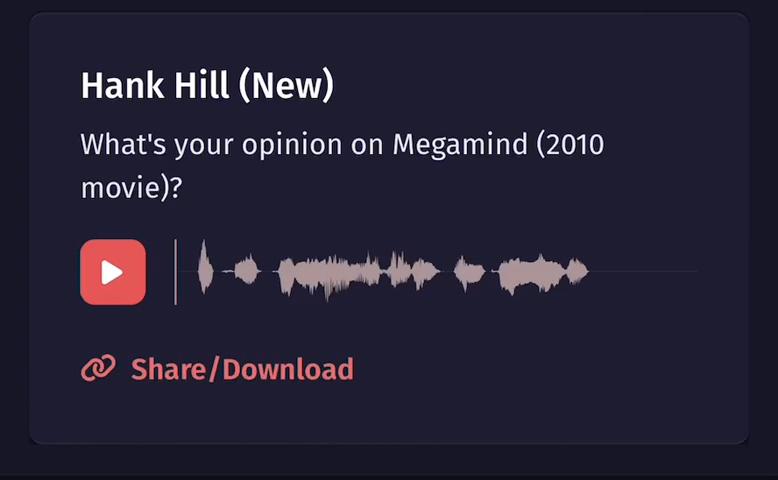 Hank Hill (New)
What's your opinion on Megamind (2010
movie)?
Share/Download